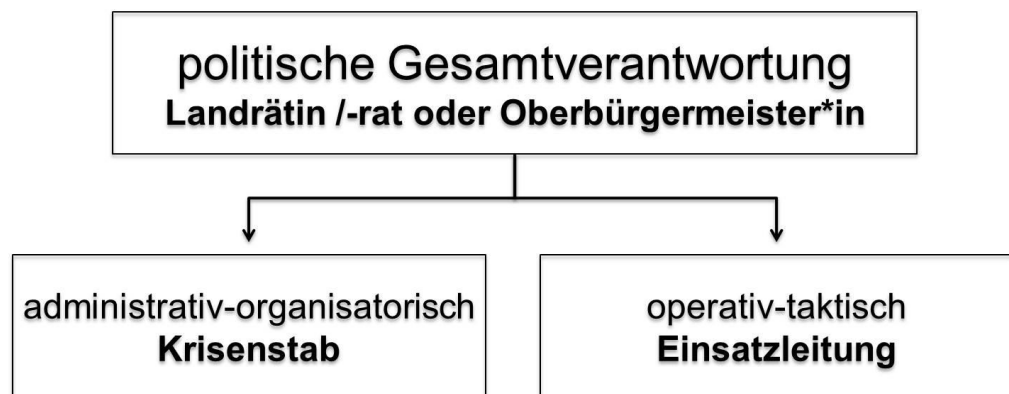 politische Gesamtverantwortung
Landrätin /-rat oder Oberbürgermeister*in
administrativ-organisatorisch
Krisenstab
operativ-taktisch
Einsatzleitung